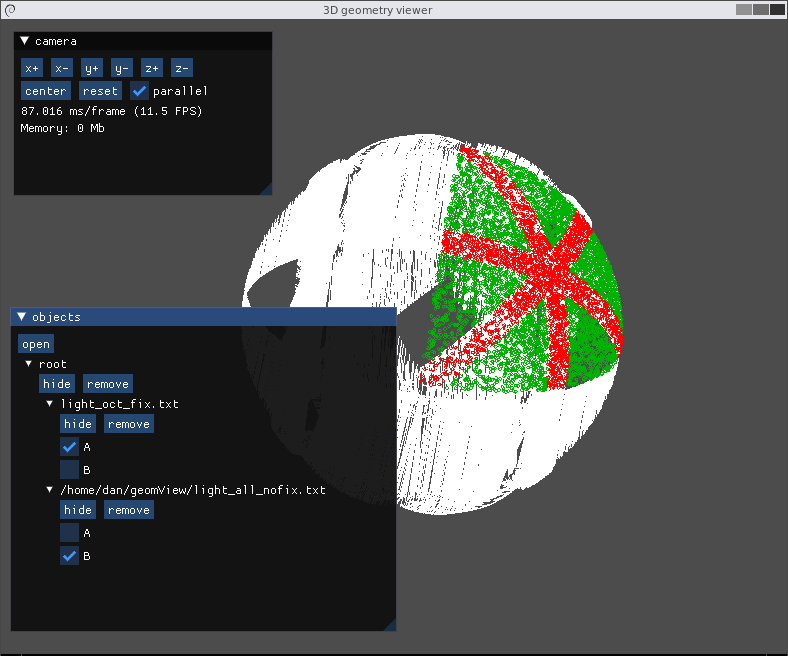 3D geometry viewer
camera
x+ x- y+ y- z+ z-
center reset parallel
87.016 ms/frame (11.5 FPS)
Memory: 0 Mb
objects
open
root
hide remove
light_oct_fix.txt
hide remove
A
B
/home/dan/geomView/light_all_nofix.txt
hide remove
A
B